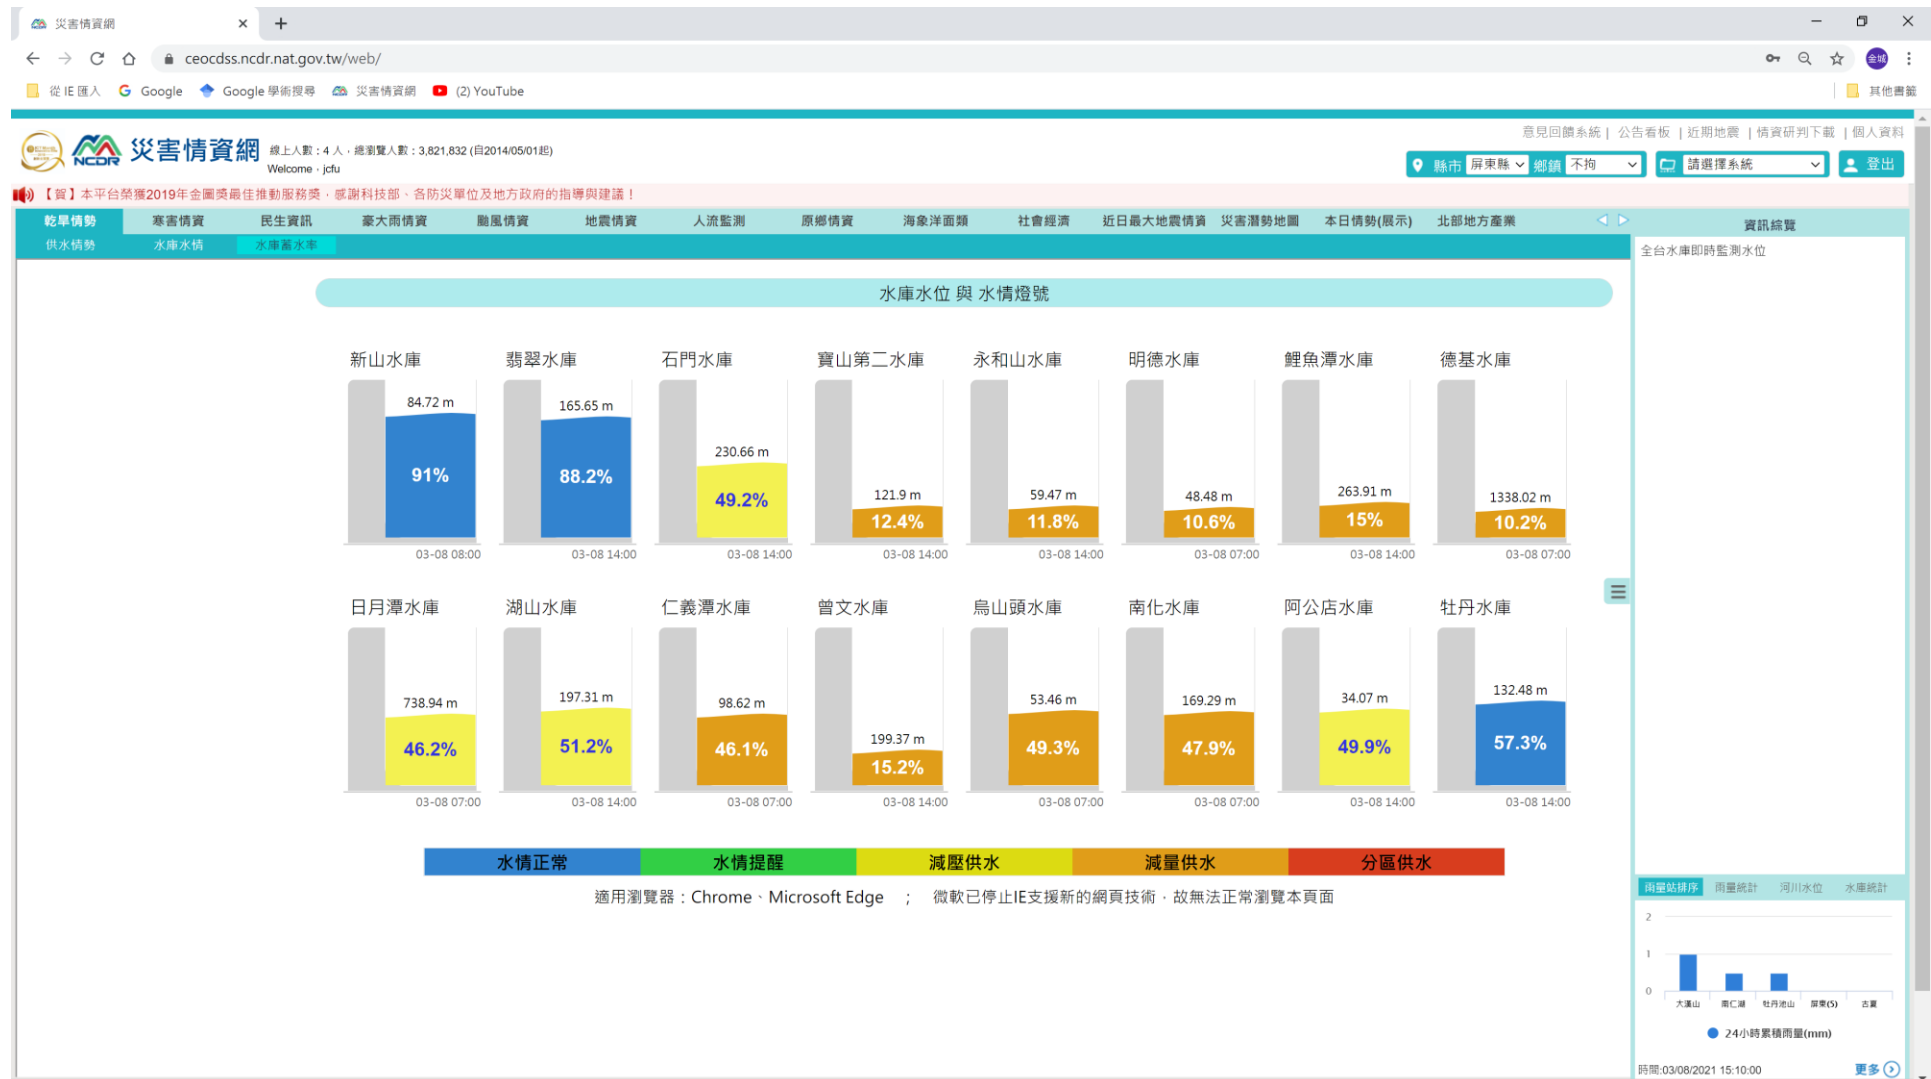 災害情資網
ceocdss.ncdr.nat.gov.tw/web/
金城
從 IE 匯入 Google Google 學術搜尋 災害情資網 (2) YouTube 其他書籤
意見回饋系統 | 公告看板 | 近期地震 | 情資研判下載 | 個人資料
NCDR 災害情資網 線上人數：4 人，總瀏覽人數：3,821,832 (自2014/05/01起)
Welcome，jcfu
縣市 屏東縣 鄉鎮 不拘 請選擇系統 登出
【賀】本平台榮獲2019年金圖獎最佳推動服務獎，感謝科技部、各防災單位及地方政府的指導與建議！
乾旱情勢 寒害情資 民生資訊 豪大雨情資 颱風情資 地震情資 人流監測 原鄉情資 海象洋面類 社會經濟 近日最大地震情資 災害潛勢地圖 本日情勢(展示) 北部地方產業
供水情勢 水庫水情 水庫蓄水率
資訊綜覽
全台水庫即時監測水位
水庫水位 與 水情燈號
新山水庫 翡翠水庫 石門水庫 寶山第二水庫 永和山水庫 明德水庫 鯉魚潭水庫 德基水庫
84.72 m 165.65 m 230.66 m 121.9 m 59.47 m 48.48 m 263.91 m 1338.02 m
91% 88.2% 49.2% 12.4% 11.8% 10.6% 15% 10.2%
03-08 08:00 03-08 14:00 03-08 14:00 03-08 14:00 03-08 14:00 03-08 07:00 03-08 14:00 03-08 07:00
日月潭水庫 湖山水庫 仁義潭水庫 曾文水庫 烏山頭水庫 南化水庫 阿公店水庫 牡丹水庫
738.94 m 197.31 m 98.62 m 199.37 m 53.46 m 169.29 m 34.07 m 132.48 m
46.2% 51.2% 46.1% 15.2% 49.3% 47.9% 49.9% 57.3%
03-08 07:00 03-08 14:00 03-08 07:00 03-08 14:00 03-08 07:00 03-08 07:00 03-08 14:00 03-08 14:00
水情正常 水情提醒 減壓供水 減量供水 分區供水
適用瀏覽器：Chrome、Microsoft Edge ； 微軟已停止IE支援新的網頁技術，故無法正常瀏覽本頁面
雨量站排序 雨量統計 河川水位 水庫統計
2
1
0
大漢山 南仁湖 牡丹池山 屏東(5) 古夏
24小時累積雨量(mm)
時間:03/08/2021 15:10:00 更多